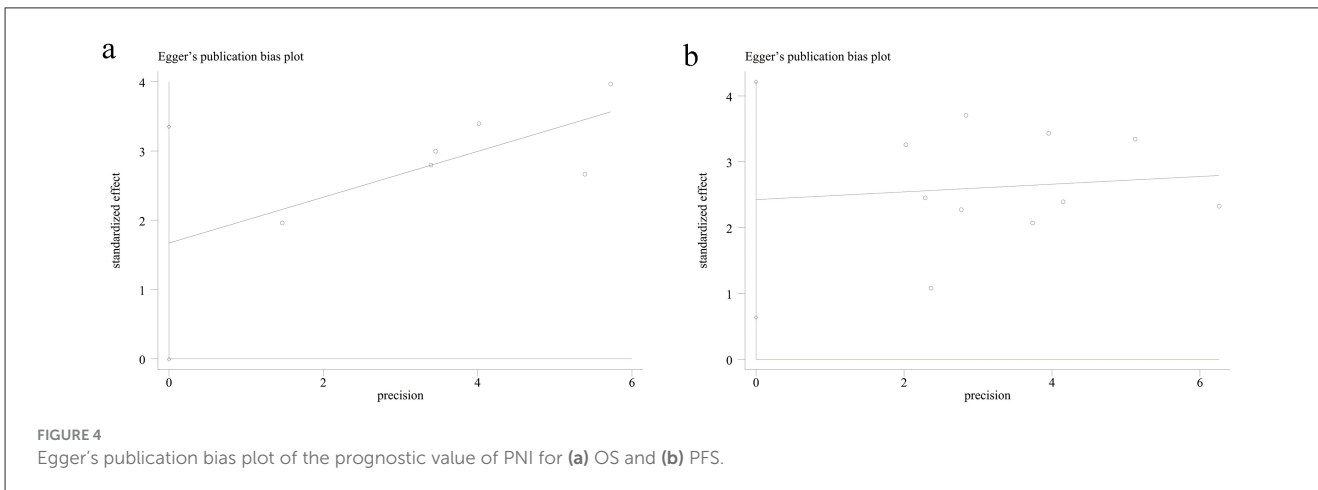 a
Egger's publication bias plot
4
3
2
1
0
standardized effect
0 2 4 6
precision
b
Egger's publication bias plot
4
3
2
1
0
standardized effect
0 2 4 6
precision
FIGURE 4
Egger's publication bias plot of the prognostic value of PNI for (a) OS and (b) PFS.